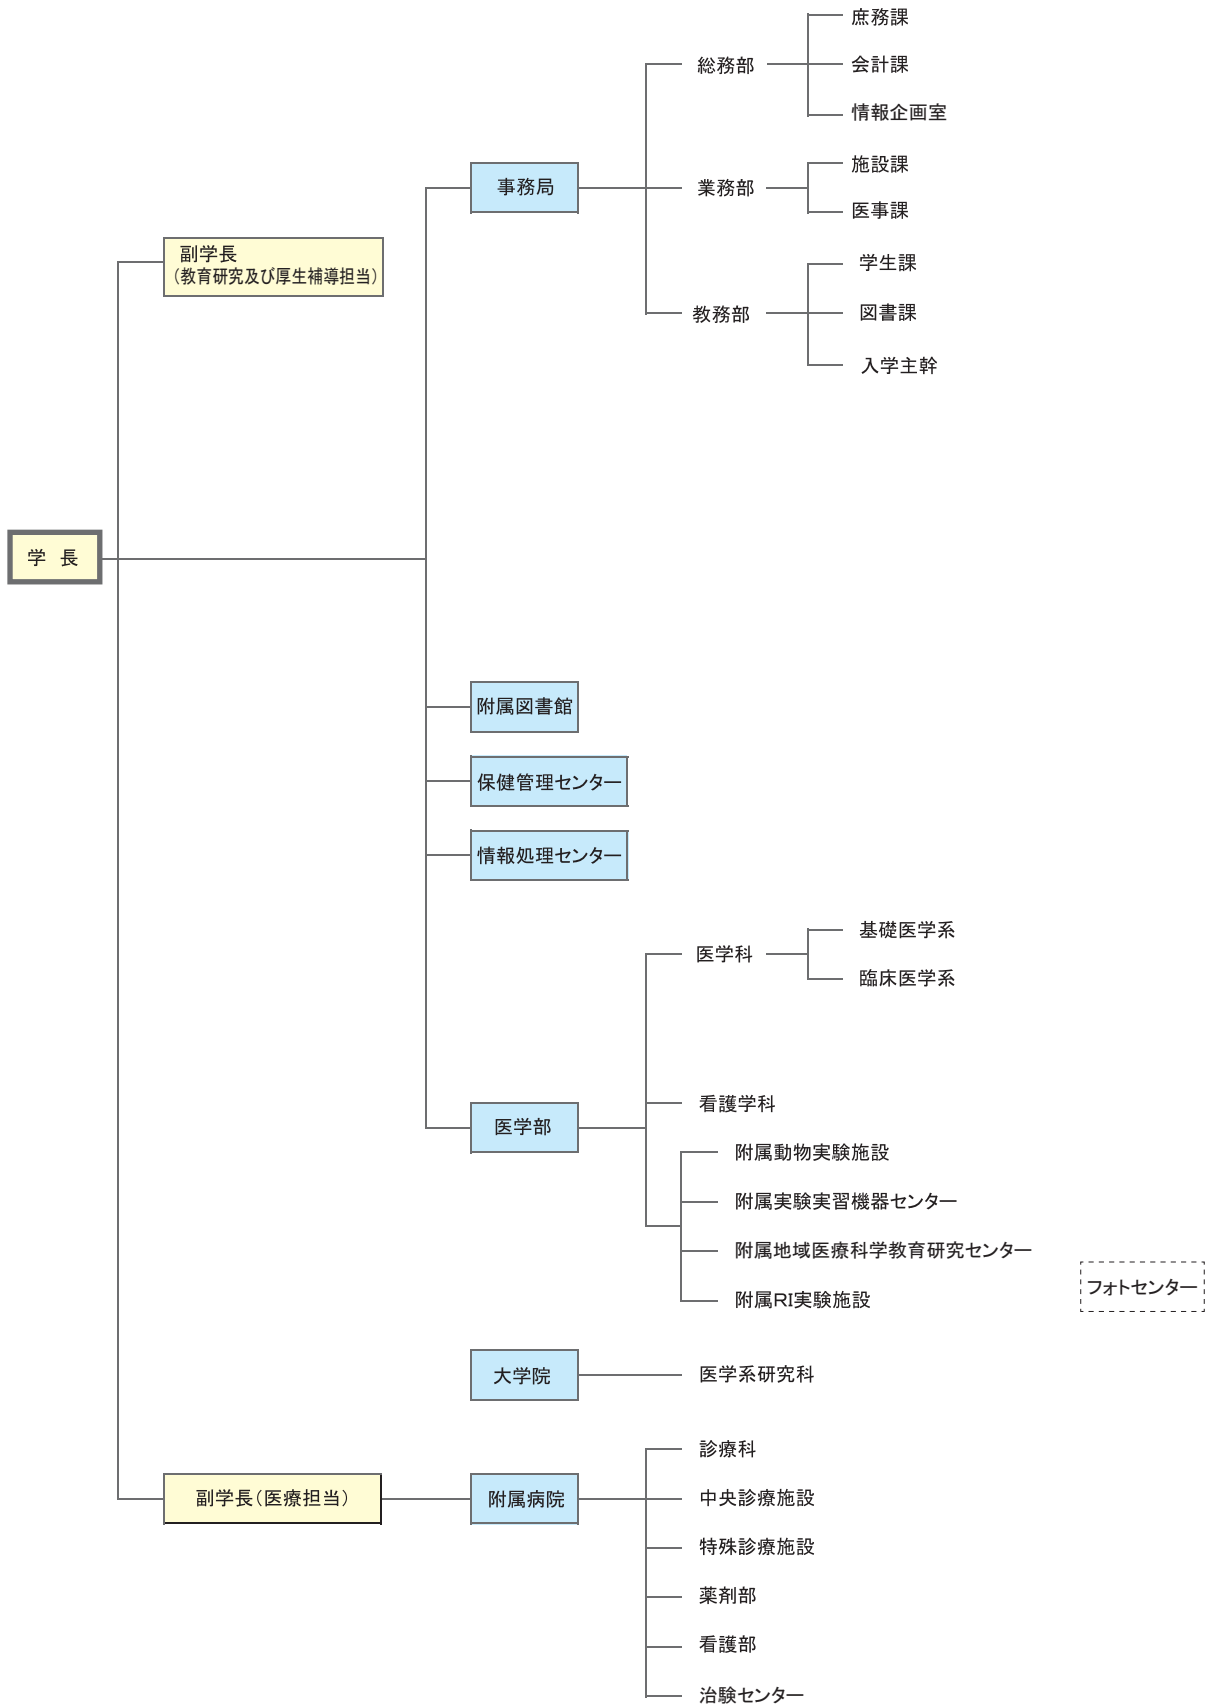 庶務課
総務部
会計課
情報企画室
施設課
事務局
業務部
医事課
副学長
（教育研究及び厚生補導担当）
学生課
教務部
図書課
入学主幹
学　長
附属図書館
保健管理センター
情報処理センター
基礎医学系
医学科
臨床医学系
看護学科
医学部
附属動物実験施設
附属実験実習機器センター
附属地域医療科学教育研究センター
フォトセンター
附属RI実験施設
大学院
医学系研究科
診療科
副学長（医療担当）
附属病院
中央診療施設
特殊診療施設
薬剤部
看護部
治験センター